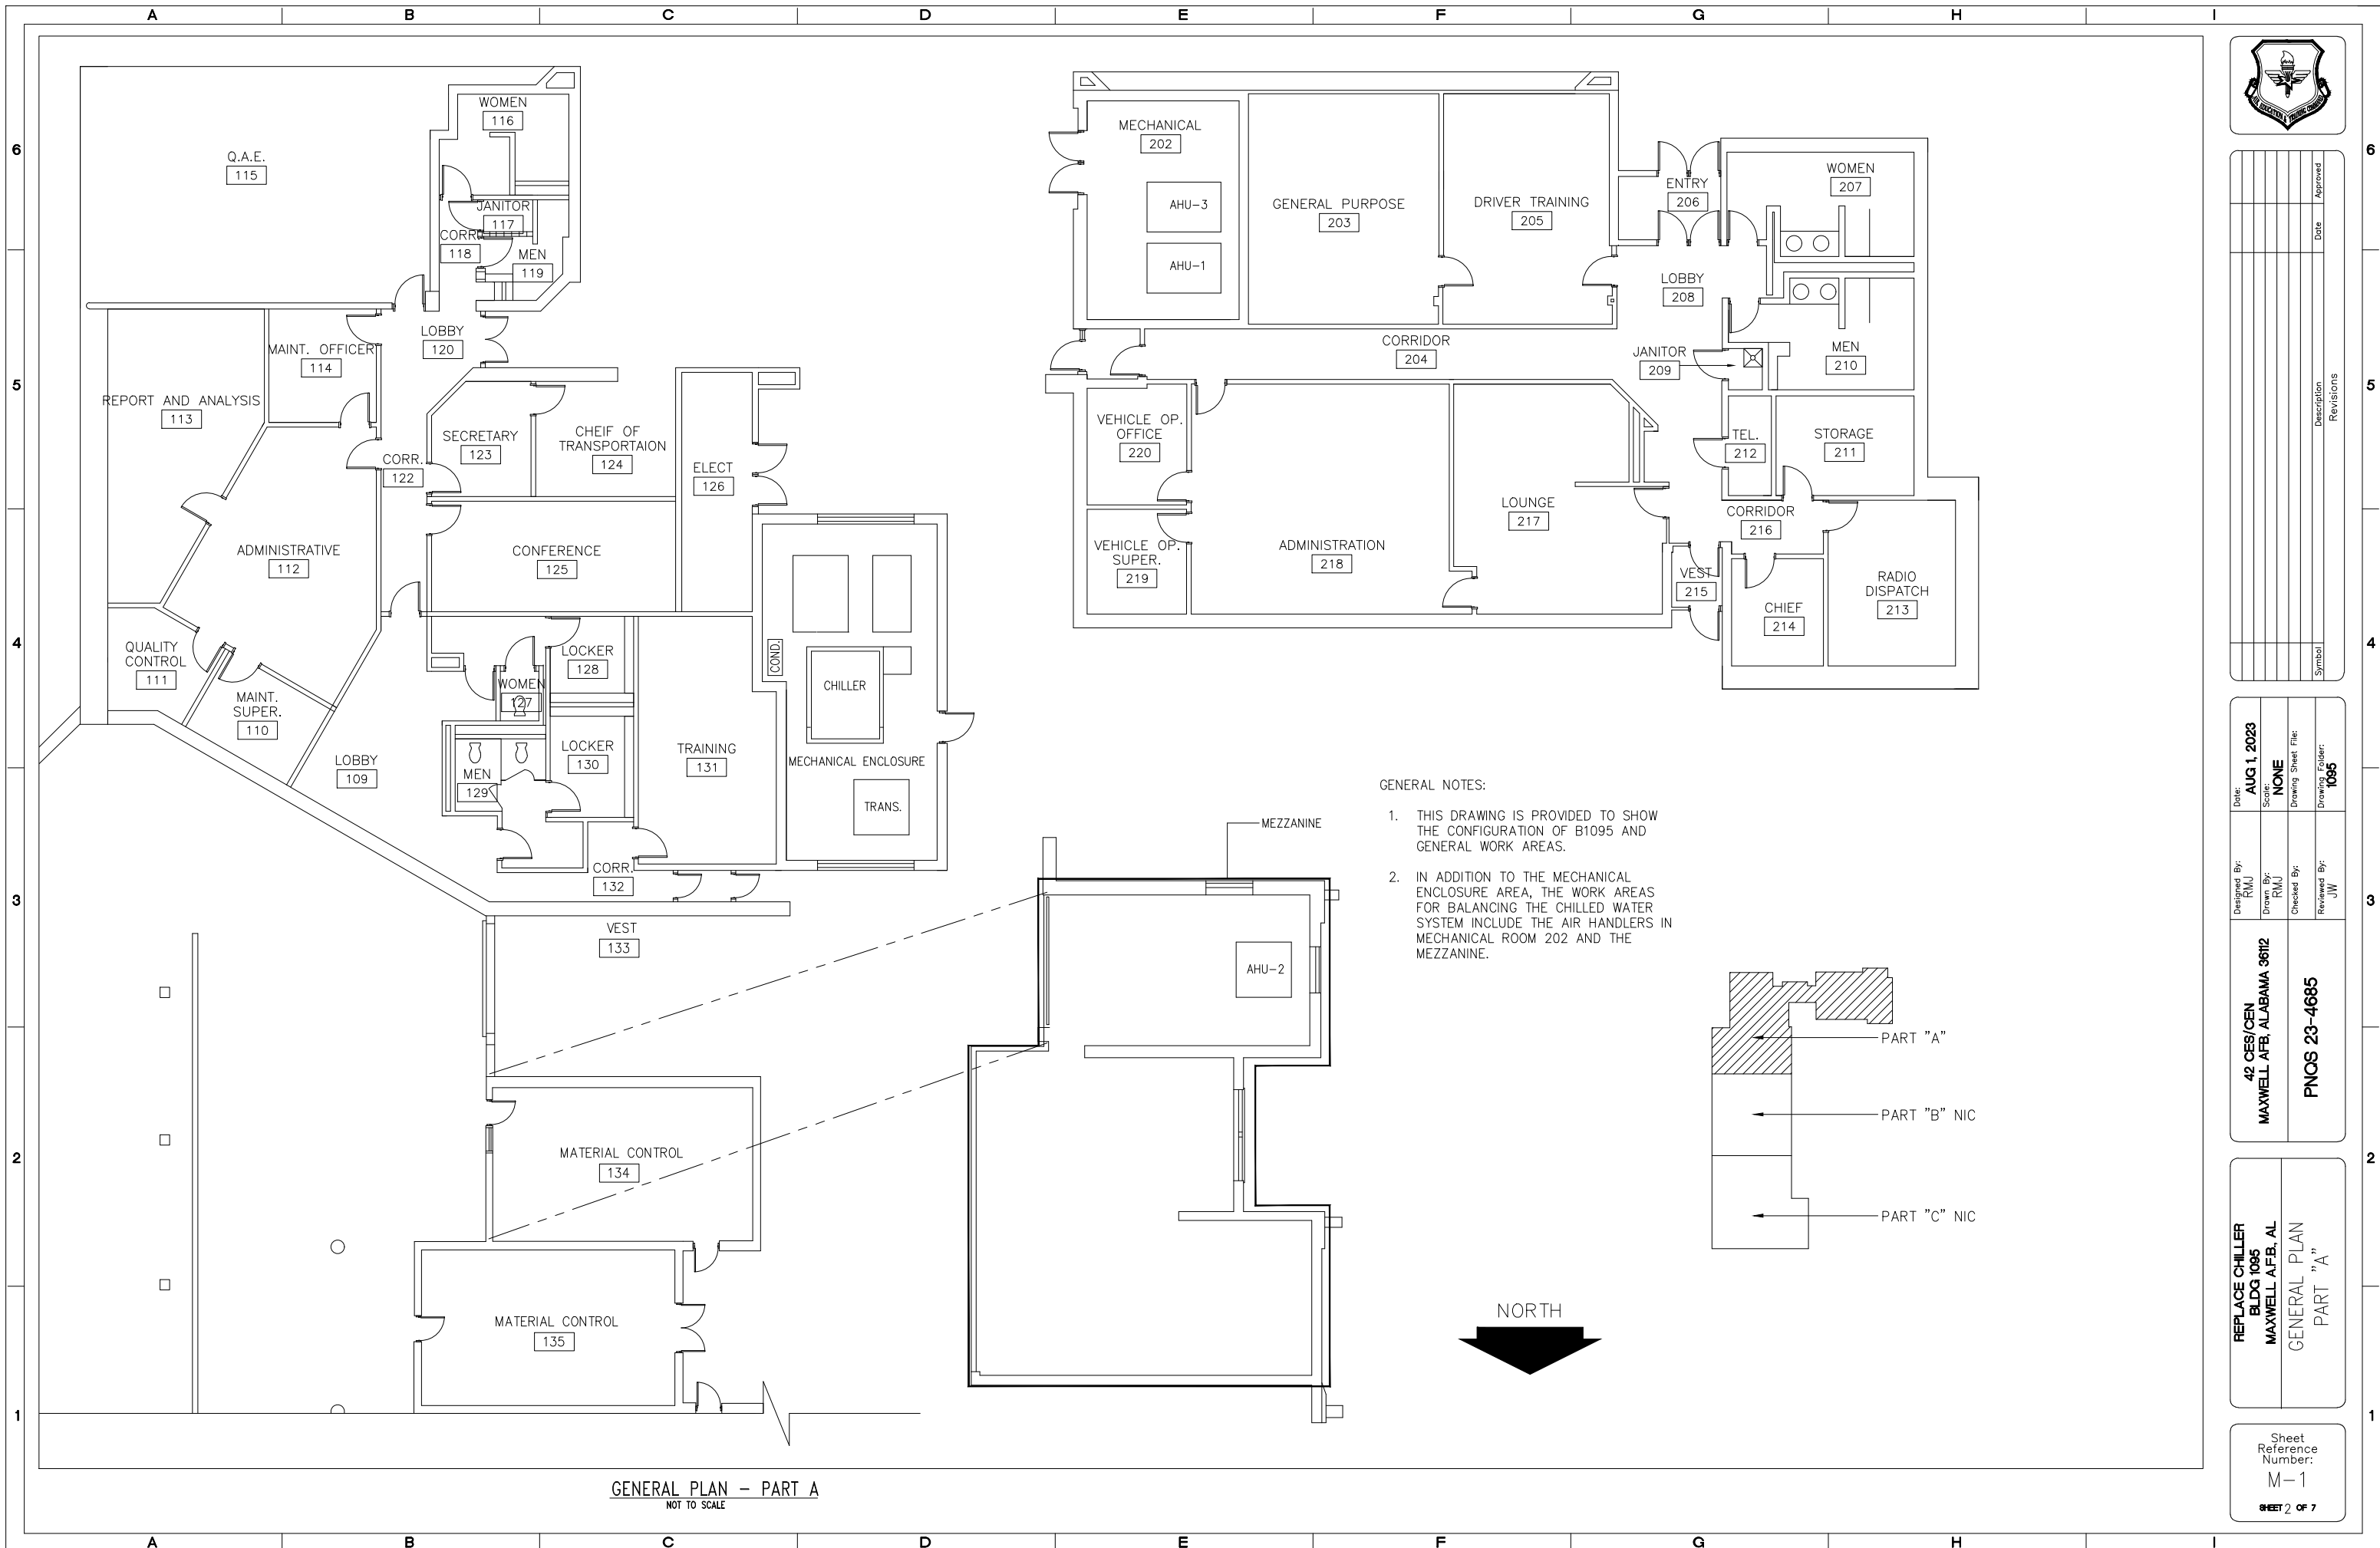 A B C D E F G H I
6
5
4
3
2
1
Q.A.E.
115
WOMEN
116
JANITOR
117
CORR.
118
MEN
119
LOBBY
120
MAINT. OFFICER
114
REPORT AND ANALYSIS
113
SECRETARY
123
CHEIF OF
TRANSPORTAION
124
CORR.
122
ELECT
126
ADMINISTRATIVE
112
CONFERENCE
125
QUALITY
CONTROL
111
MAINT.
SUPER.
110
LOBBY
109
WOMEN
127
LOCKER
128
MEN
129
LOCKER
130
TRAINING
131
COND.
CHILLER
MECHANICAL ENCLOSURE
TRANS.
CORR.
132
VEST
133
MATERIAL CONTROL
134
MATERIAL CONTROL
135
MECHANICAL
202
AHU-3
AHU-1
GENERAL PURPOSE
203
DRIVER TRAINING
205
ENTRY
206
WOMEN
207
LOBBY
208
CORRIDOR
204
JANITOR
209
MEN
210
VEHICLE OP.
OFFICE
220
TEL.
212
STORAGE
211
LOUNGE
217
CORRIDOR
216
VEHICLE OP.
SUPER.
219
ADMINISTRATION
218
VEST
215
CHIEF
214
RADIO
DISPATCH
213
MEZZANINE
AHU-2
GENERAL NOTES:
1. THIS DRAWING IS PROVIDED TO SHOW
THE CONFIGURATION OF B1095 AND
GENERAL WORK AREAS.
2. IN ADDITION TO THE MECHANICAL
ENCLOSURE AREA, THE WORK AREAS
FOR BALANCING THE CHILLED WATER
SYSTEM INCLUDE THE AIR HANDLERS IN
MECHANICAL ROOM 202 AND THE
MEZZANINE.
PART "A"
PART "B" NIC
PART "C" NIC
NORTH
GENERAL PLAN - PART A
NOT TO SCALE
AIR EDUCATION & TRAINING COMMAND
Symbol Description Date Approved
Revisions
Designed By:
RMJ
Date:
AUG 1, 2023
Drawn By:
RMJ
Scale:
NONE
Checked By:
Drawing Sheet File:
Reviewed By:
JW
Drawing Folder:
1095
42 CES/CEN
MAXWELL AFB, ALABAMA 36112
PNQS 23-4685
REPLACE CHILLER
BLDG 1095
MAXWELL A.F.B., AL
GENERAL PLAN
PART "A"
Sheet
Reference
Number:
M-1
SHEET 2 OF 7
6
5
4
3
2
1
A B C D E F G H I